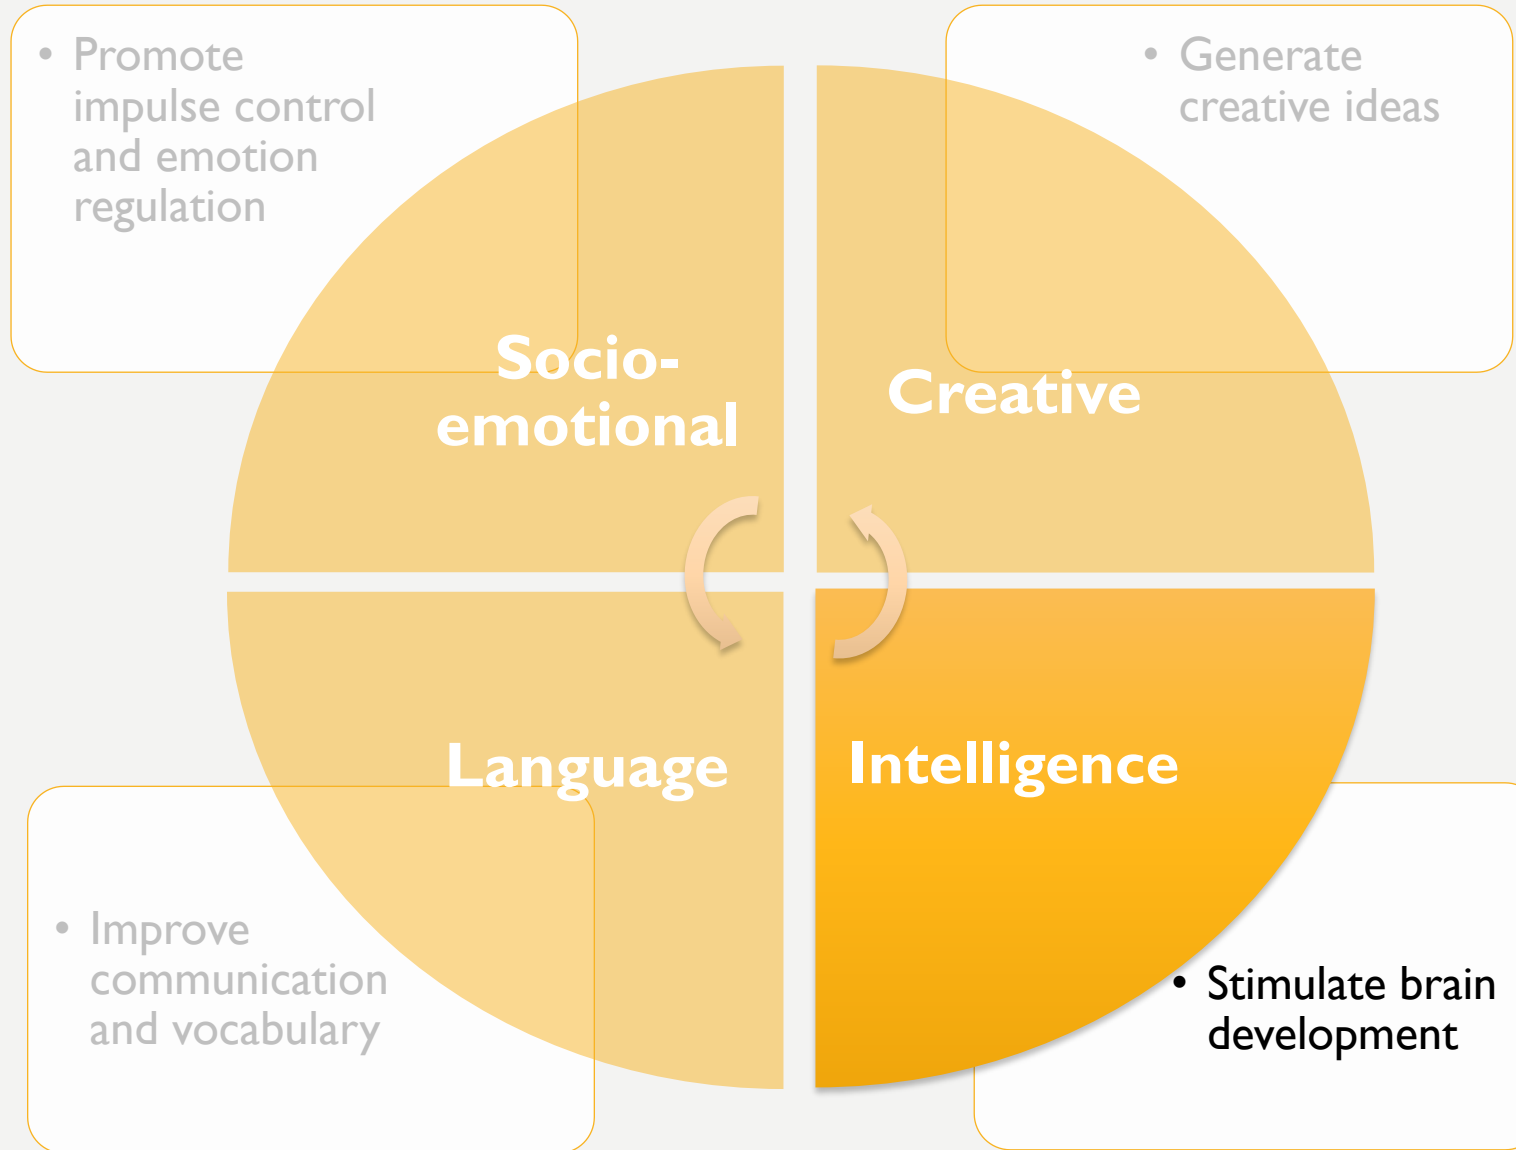 • Promote
impulse control
and emotion
regulation
• Generate
creative ideas
Socio-
emotional
Creative
Language
Intelligence
• Improve
communication
and vocabulary
• Stimulate brain
development